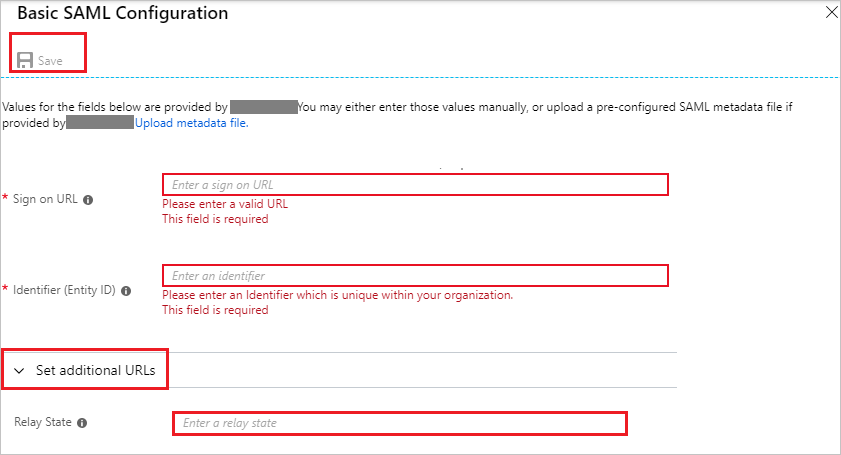 Basic SAML Configuration
Save
Values for the fields below are provided by You may either enter those values manually, or upload a pre-configured SAML metadata file if
provided by Upload metadata file.
Enter a sign on URL
* Sign on URL
Please enter a valid URL
This field is required
Enter an identifier
* Identifier (Entity ID)
Please enter an Identifier which is unique within your organization.
This field is required
Set additional URLs
Relay State
Enter a relay state